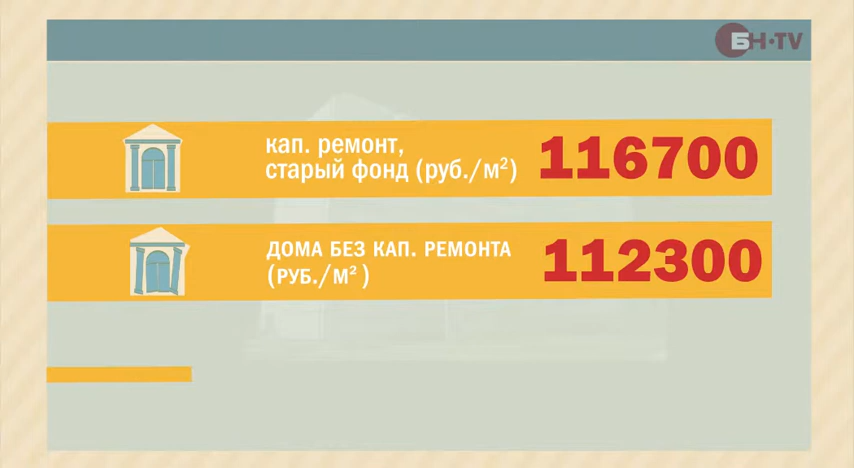 БН·TV
кап. ремонт,
старый фонд (руб./м²)
116700
ДОМА БЕЗ КАП. РЕМОНТА
(РУБ./М² )
112300